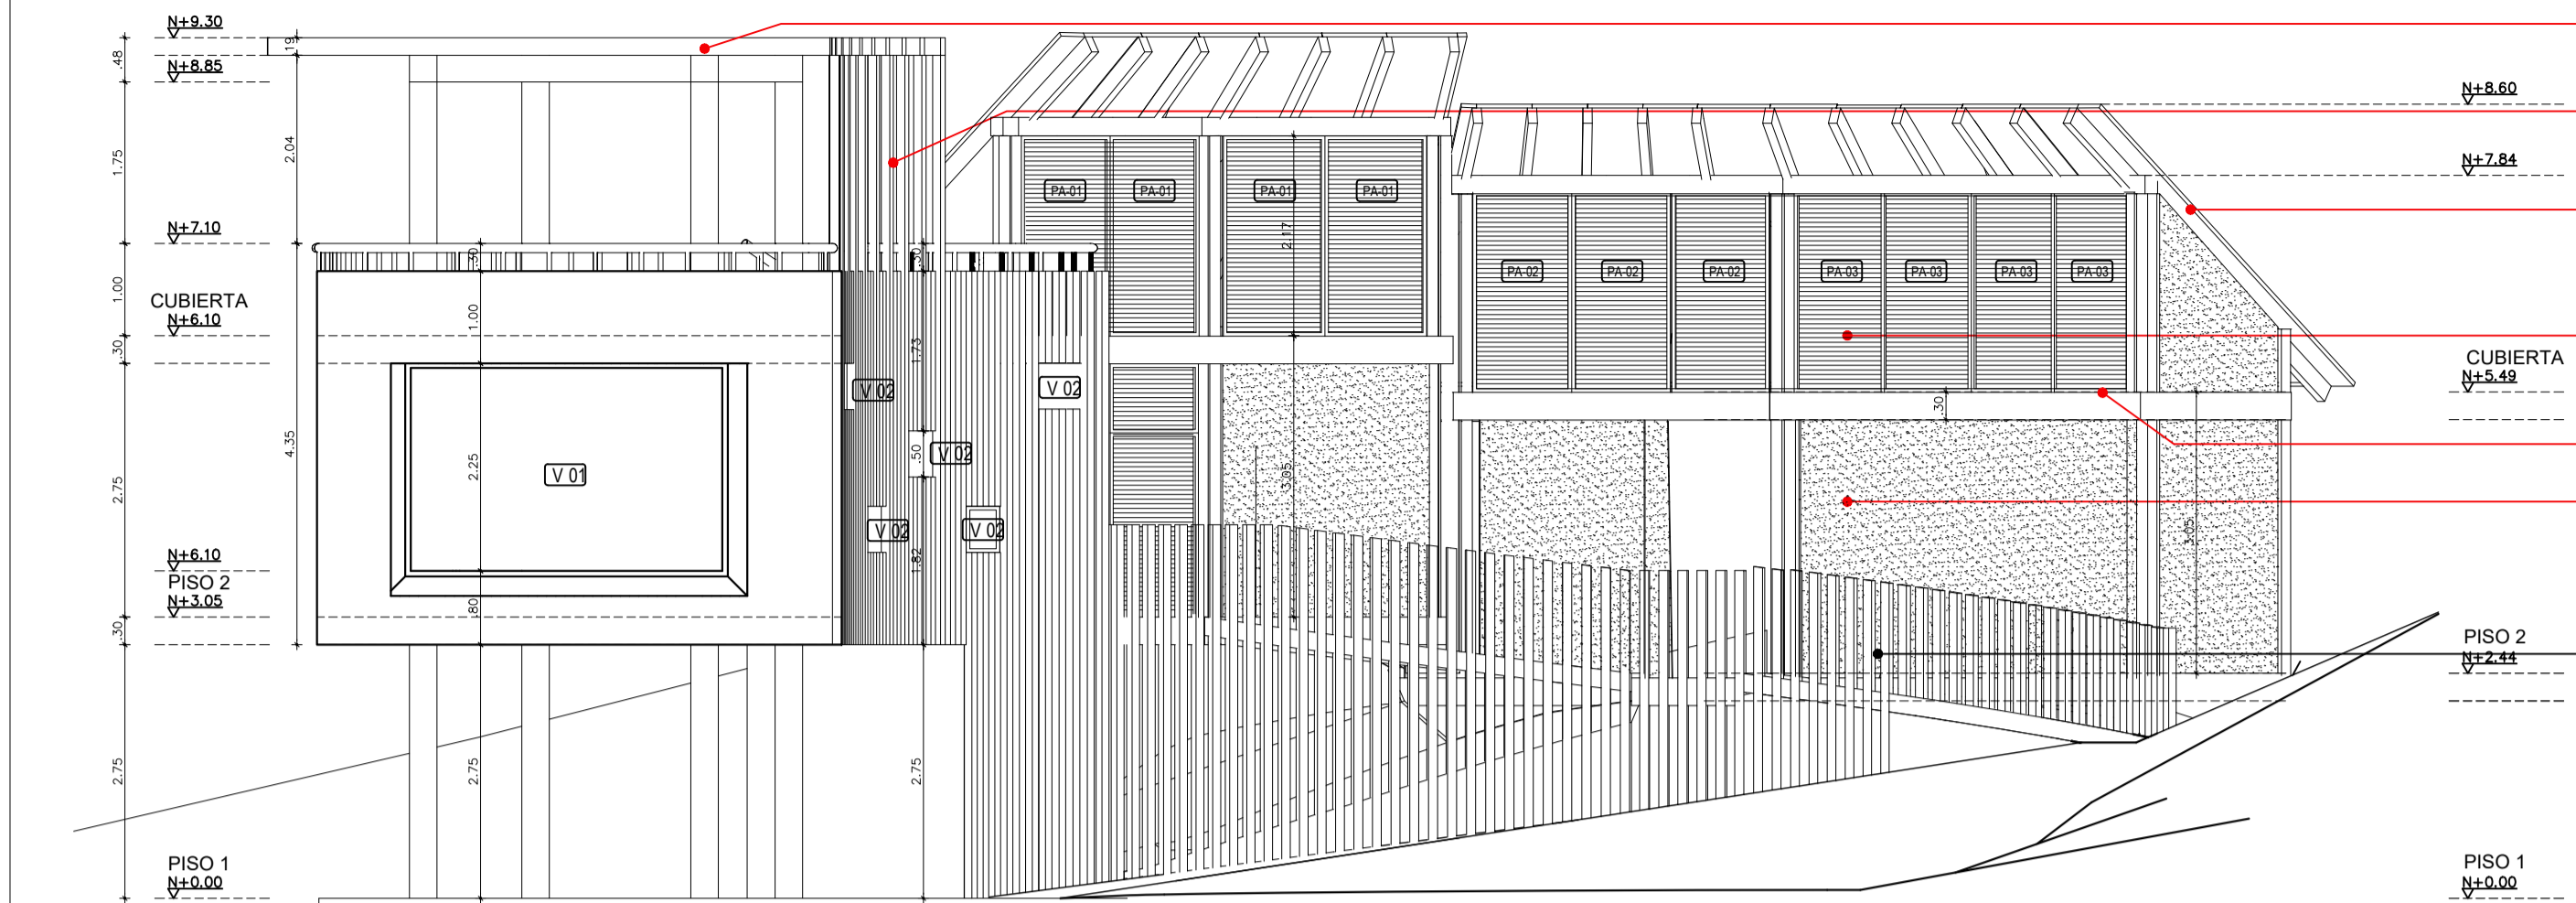 N+9.30
.19
.48
N+8.85
N+8.60
1.75
2.04
N+7.84
PA-01 PA-01 PA-01 PA-01
N+7.10
2.17
.30
.30
PA-02 PA-02 PA-02 PA-03 PA-03 PA-03 PA-03
1.00
CUBIERTA
N+6.10
1.00
.30
1.73
CUBIERTA
N+5.49
V 02
V 02
.30
4.35
2.25
.50
V 02
V 01
3.05
2.75
V 02
V 02
3.05
N+6.10
1.82
PISO 2
N+3.05
.80
.30
PISO 2
N+2.44
2.75
2.75
2.75
PISO 1
N+0.00
PISO 1
N+0.00